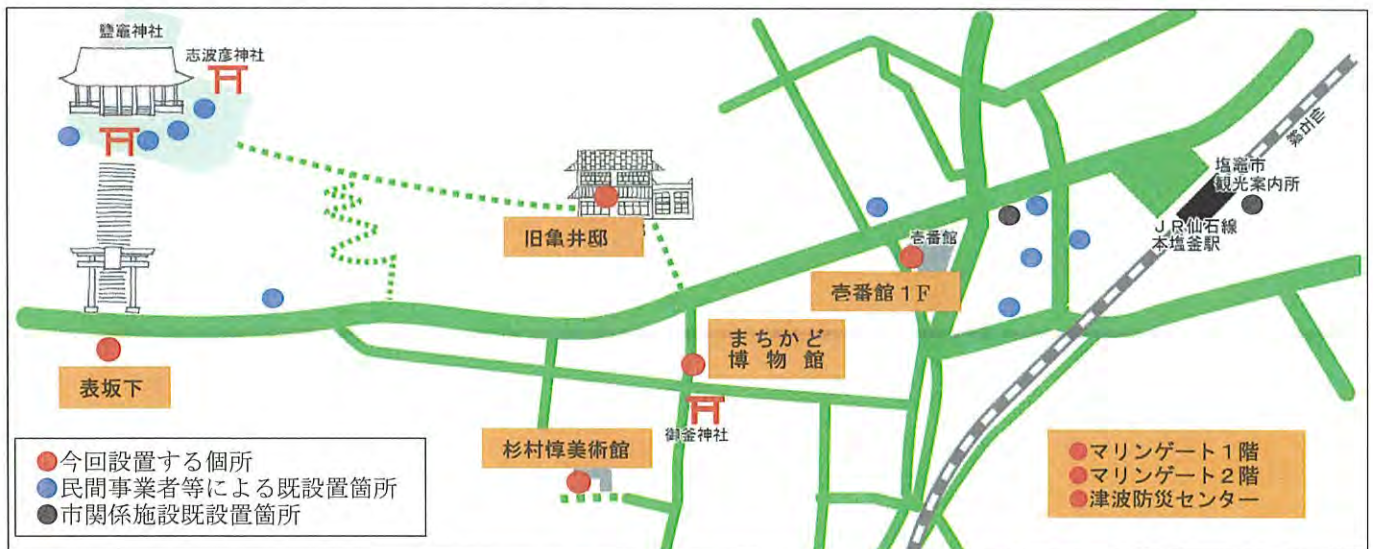 鹽竈神社
志波彦神社
旧亀井邸
表坂下
杉村惇美術館
まちかど
博物館
御釜神社
壱番館
壱番館1F
塩竈市
観光案内所
JR仙石線
本塩釜駅
至石巻
マリンゲート1階
マリンゲート2階
津波防災センター
今回設置する個所
民間事業者等による既設置箇所
市関係施設既設置箇所